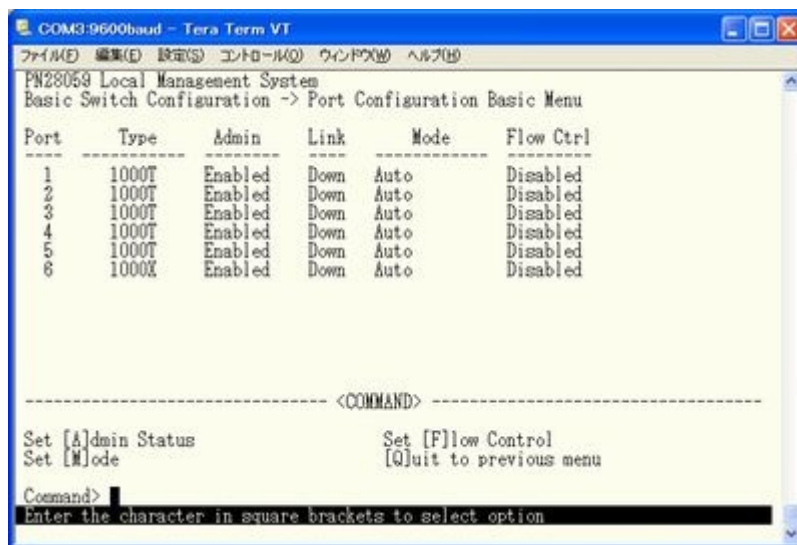 COM3:9600baud - Tera Term VT
ファイル(F) 編集(E) 設定(S) コントロール(O) ウィンドウ(W) ヘルプ(H)
PN28059 Local Management System
Basic Switch Configuration -> Port Configuration Basic Menu
Port Type Admin Link Mode Flow Ctrl
---- ----------- -------- ---- ------------ ---------
1 1000T Enabled Down Auto Disabled
2 1000T Enabled Down Auto Disabled
3 1000T Enabled Down Auto Disabled
4 1000T Enabled Down Auto Disabled
5 1000T Enabled Down Auto Disabled
6 1000X Enabled Down Auto Disabled
-------------------------------- <COMMAND> -----------------------------------
Set [A]dmin Status Set [F]low Control
Set [M]ode [Q]uit to previous menu
Command>
Enter the character in square brackets to select option